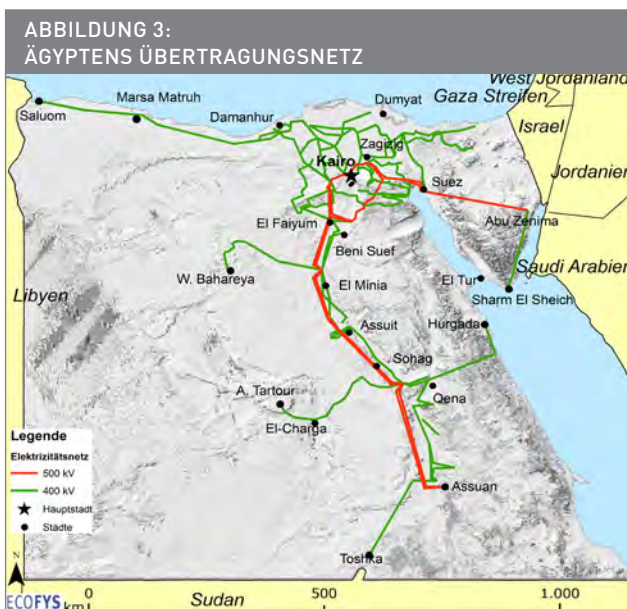 ABBILDUNG 3:
ÄGYPTENS ÜBERTRAGUNGSNETZ
West Jordanland
Gaza Streifen
Marsa Matruh
Dumyat
Saluom
Damanhur
Israel
Zagizig
Kairo
Jordanien
Suez
El Faiyum
Abu Zenima
Beni Suef
W. Bahareya
El Tur
Saudi Arabien
Libyen
El Minia
Sharm El Sheich
Hurgada
Assuit
Sohag
A. Tartour
Qena
El-Charga
Legende
Elektrizitätsnetz
500 kV
400 kV
Hauptstadt
Städte
Assuan
Toshka
N
ECOFYS
km
0
500
1.000
Sudan